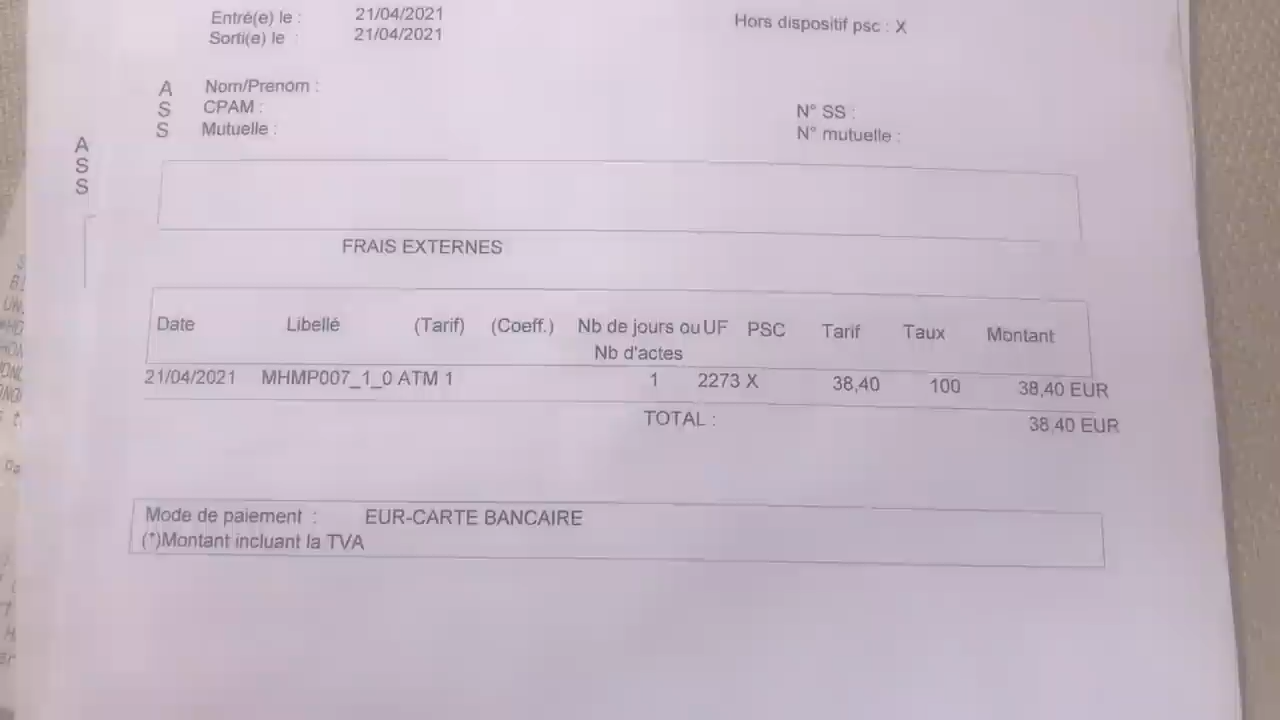 Entré(e) le : 21/04/2021
Sorti(e) le : 21/04/2021
Hors dispositif psc : X
A Nom/Prenom :
S CPAM : N° SS :
S Mutuelle : N° mutuelle :
A
S
S
FRAIS EXTERNES
Date Libellé (Tarif) (Coeff.) Nb de jours ou UF PSC Tarif Taux Montant
Nb d'actes
21/04/2021 MHMP007_1_0 ATM 1 1 2273 X 38,40 100 38,40 EUR
TOTAL : 38,40 EUR
Mode de paiement : EUR-CARTE BANCAIRE
(*)Montant incluant la TVA